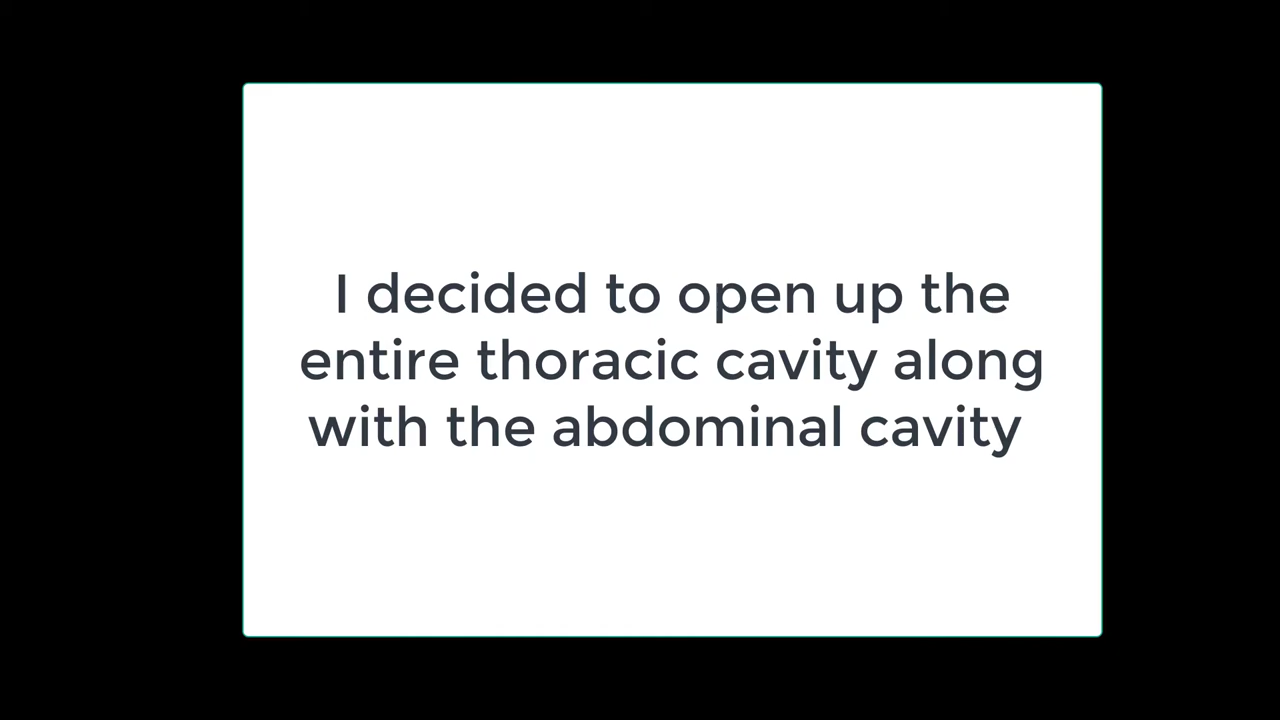 I decided to open up the
entire thoracic cavity along
with the abdominal cavity